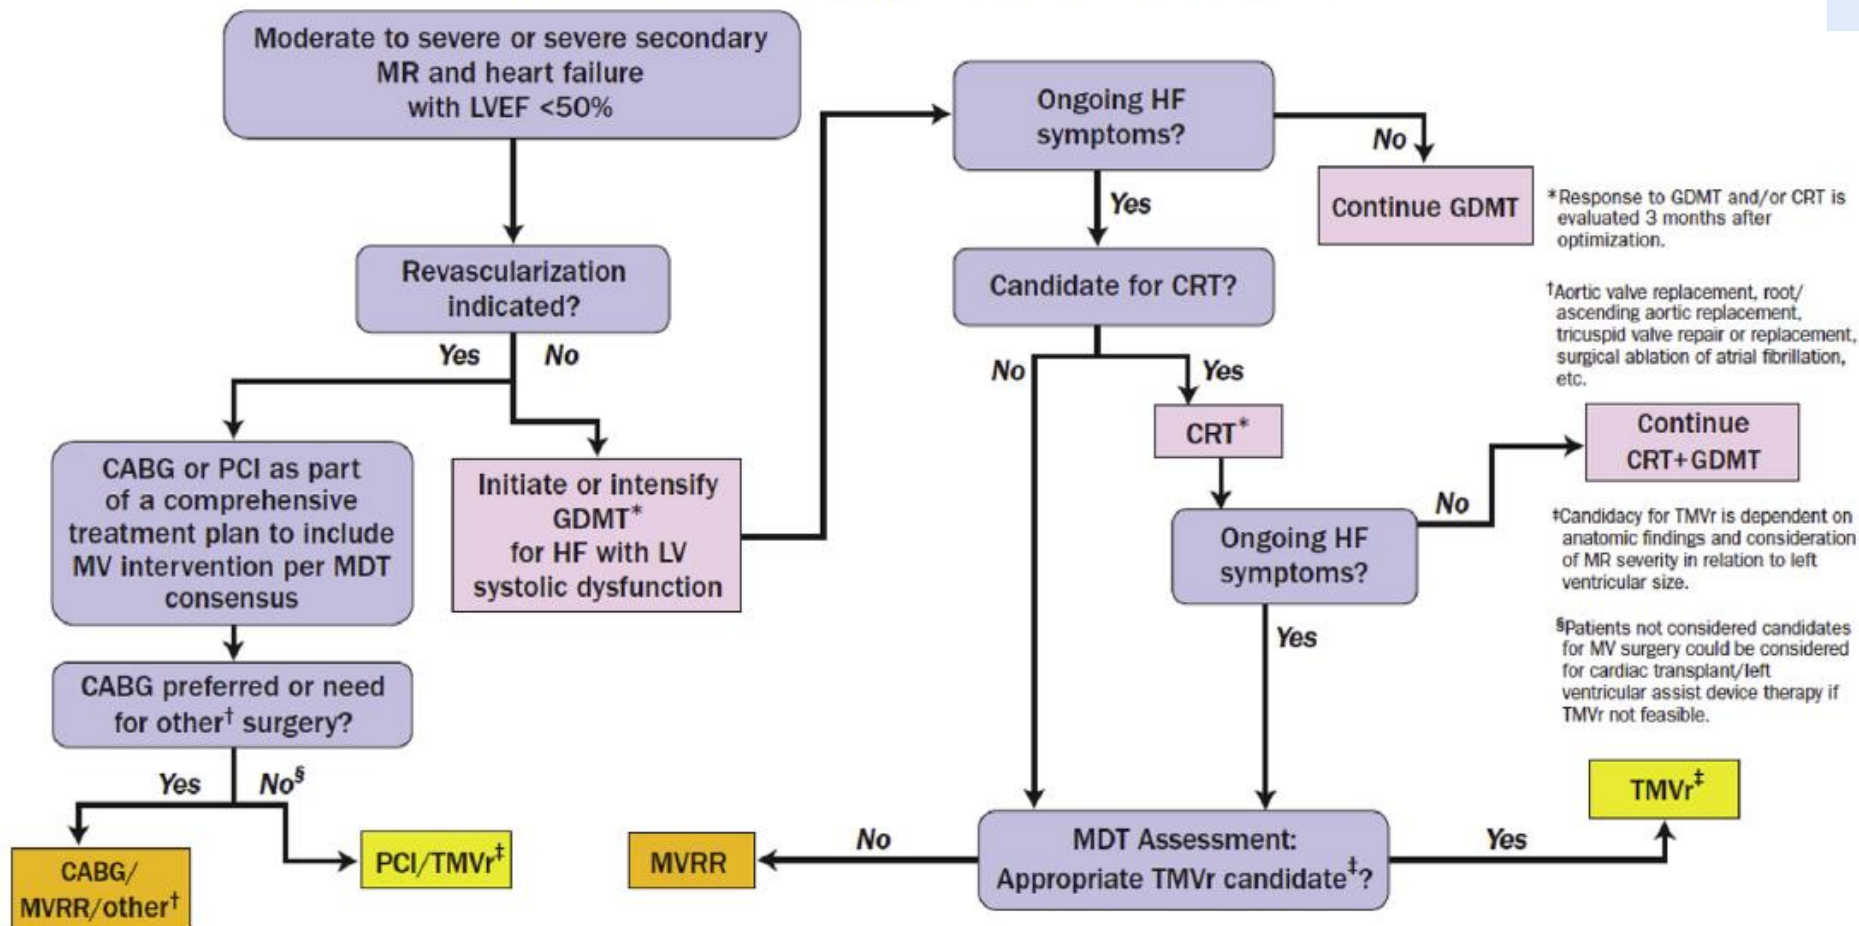 Moderate to severe or severe secondary
MR and heart failure
with LVEF <50%
Revascularization
indicated?
Yes
No
CABG or PCI as part
of a comprehensive
treatment plan to include
MV intervention per MDT
consensus
Initiate or intensify
GDMT*
for HF with LV
systolic dysfunction
CABG preferred or need
for other† surgery?
Yes
No§
CABG/
MVRR/other†
PCI/TMVr‡
Ongoing HF
symptoms?
No
Continue GDMT
Yes
Candidate for CRT?
No
Yes
CRT*
Ongoing HF
symptoms?
No
Continue
CRT+GDMT
Yes
MDT Assessment:
Appropriate TMVr candidate‡?
No
MVRR
Yes
TMVr‡
*Response to GDMT and/or CRT is
evaluated 3 months after
optimization.
†Aortic valve replacement, root/
ascending aortic replacement,
tricuspid valve repair or replacement,
surgical ablation of atrial fibrillation,
etc.
‡Candidacy for TMVr is dependent on
anatomic findings and consideration
of MR severity in relation to left
ventricular size.
§Patients not considered candidates
for MV surgery could be considered
for cardiac transplant/left
ventricular assist device therapy if
TMVr not feasible.